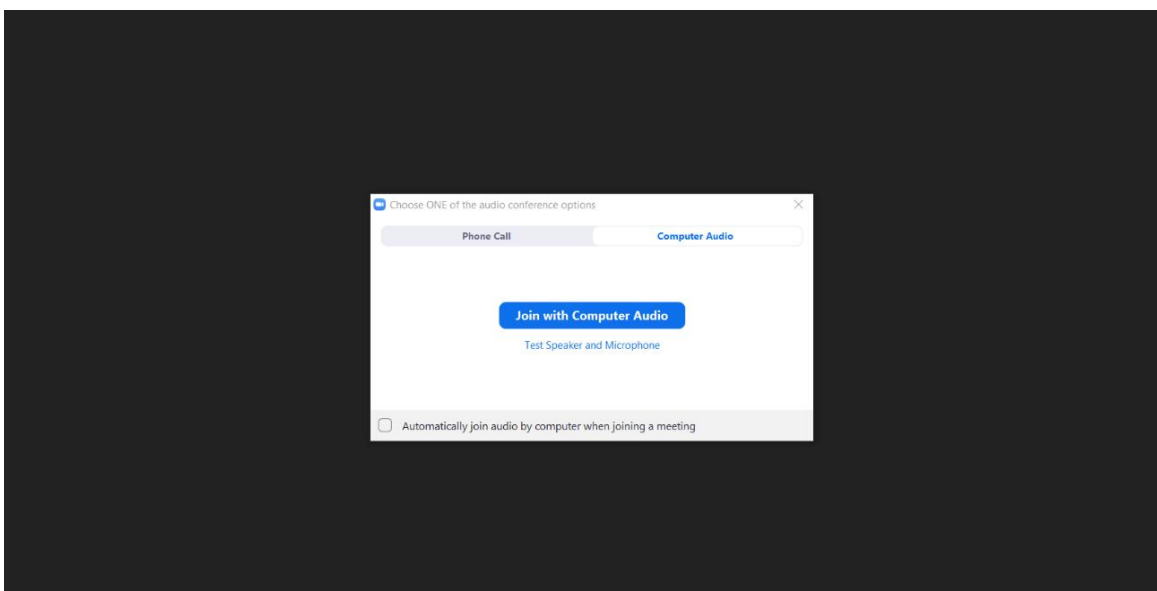 Choose ONE of the audio conference options
Phone Call
Computer Audio
Join with Computer Audio
Test Speaker and Microphone
Automatically join audio by computer when joining a meeting